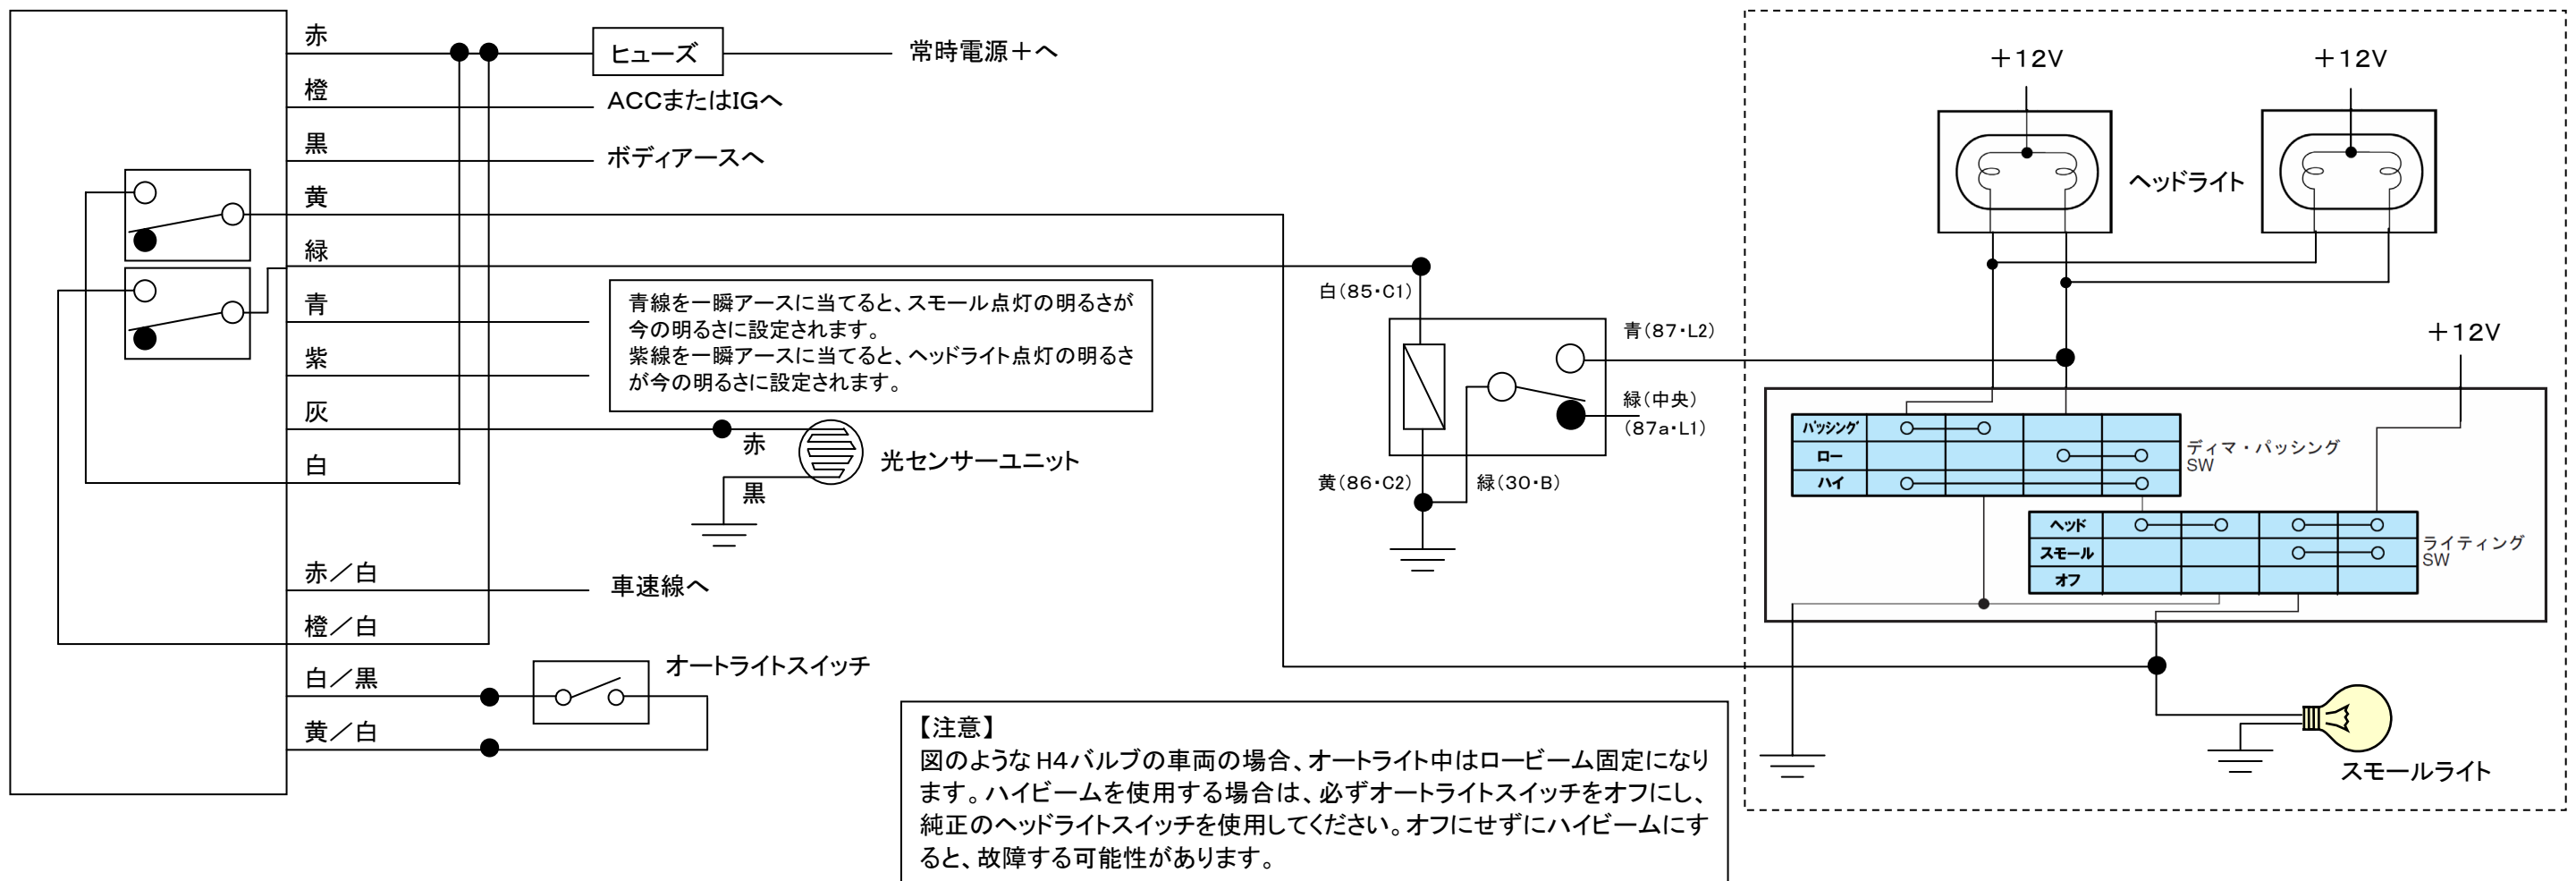 赤
ヒューズ
常時電源＋へ
橙
ACCまたはIGへ
黒
ボディアースへ
黄
緑
青
紫
青線を一瞬アースに当てると、スモール点灯の明るさが
今の明るさに設定されます。
紫線を一瞬アースに当てると、ヘッドライト点灯の明るさ
が今の明るさに設定されます。
灰
赤
黒
光センサーユニット
白
赤／白
車速線へ
橙／白
白／黒
オートライトスイッチ
黄／白
白（85・C1）
青（87・L2）
緑（中央）
（87a・L1）
黄（86・C2）
緑（30・B）
＋12V
＋12V
ヘッドライト
＋12V
パッシング
ロー
ハイ
ディマ・パッシング
SW
ヘッド
スモール
オフ
ライティング
SW
スモールライト
【注意】
図のようなH4バルブの車両の場合、オートライト中はロービーム固定になり
ます。ハイビームを使用する場合は、必ずオートライトスイッチをオフにし、
純正のヘッドライトスイッチを使用してください。オフにせずにハイビームにす
ると、故障する可能性があります。